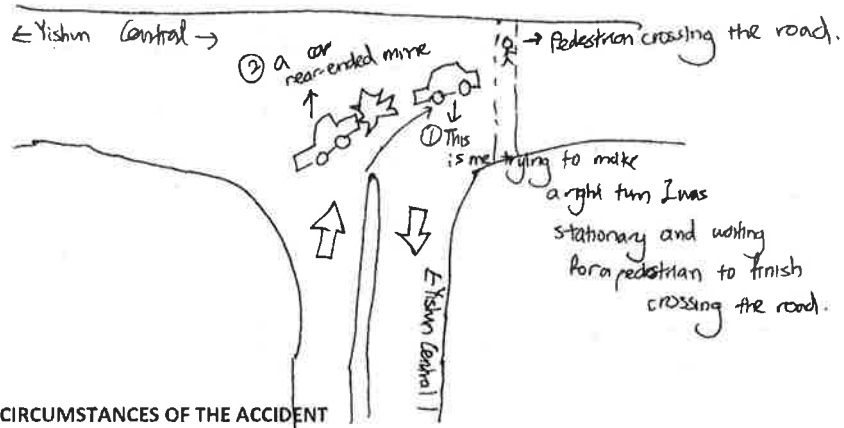 ← Yishun Central →
→ Pedestrian crossing the road.
② a car
rear-ended mine
① This
is me trying to make
a right turn I was
stationary and waiting
for a pedestrian to finish
crossing the road.
← Yishun Central 1
CIRCUMSTANCES OF THE ACCIDENT